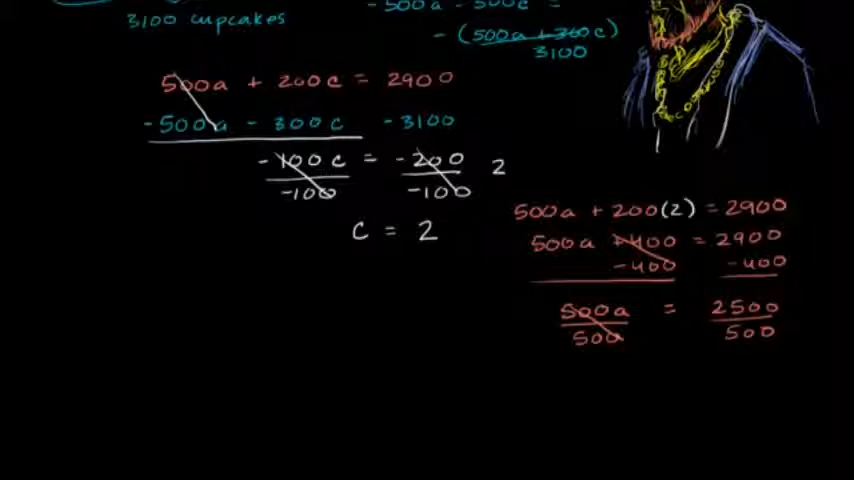 3100 cupcakes
-500a - 300c =
- (500a + 300c)
3100
500a + 200c = 2900
-500a - 300c -3100
-100c = -200 2
-100 -100
c = 2
500a + 200(2) = 2900
500a +400 = 2900
-400 -400
500a = 2500
500 500